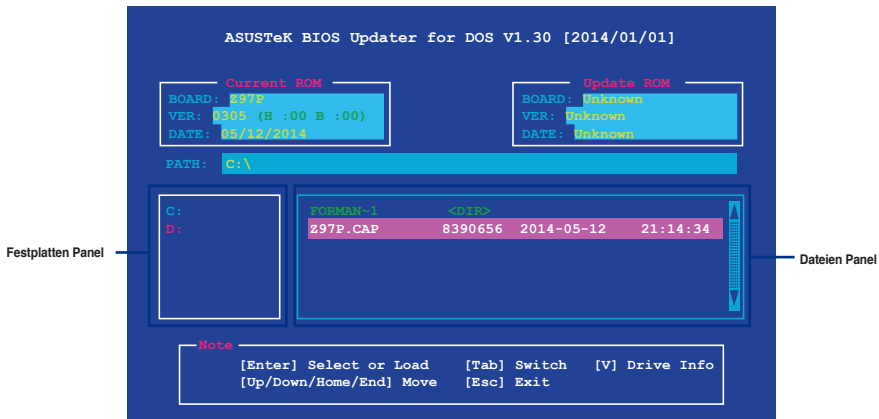 ASUSTeK BIOS Updater for DOS V1.30 [2014/01/01]
Current ROM
BOARD: Z97P
VER: 0305 (H :00 B :00)
DATE: 05/12/2014
Update ROM
BOARD: Unknown
VER: Unknown
DATE: Unknown
PATH: C:\
C:
D:
FORMAN~1 <DIR>
Z97P.CAP 8390656 2014-05-12 21:14:34
Festplatten Panel
Dateien Panel
Note
[Enter] Select or Load [Tab] Switch [V] Drive Info
[Up/Down/Home/End] Move [Esc] Exit